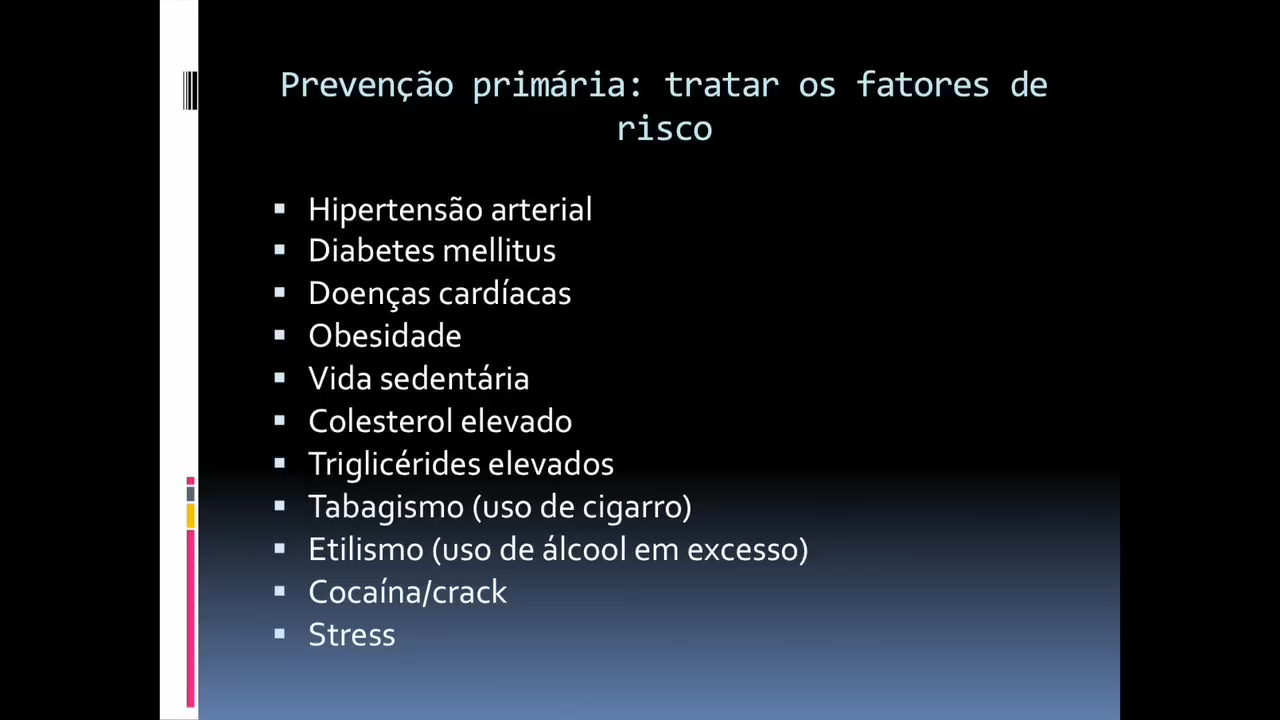 Prevenção primária: tratar os fatores de
risco
▪ Hipertensão arterial
▪ Diabetes mellitus
▪ Doenças cardíacas
▪ Obesidade
▪ Vida sedentária
▪ Colesterol elevado
▪ Triglicérides elevados
▪ Tabagismo (uso de cigarro)
▪ Etilismo (uso de álcool em excesso)
▪ Cocaína/crack
▪ Stress